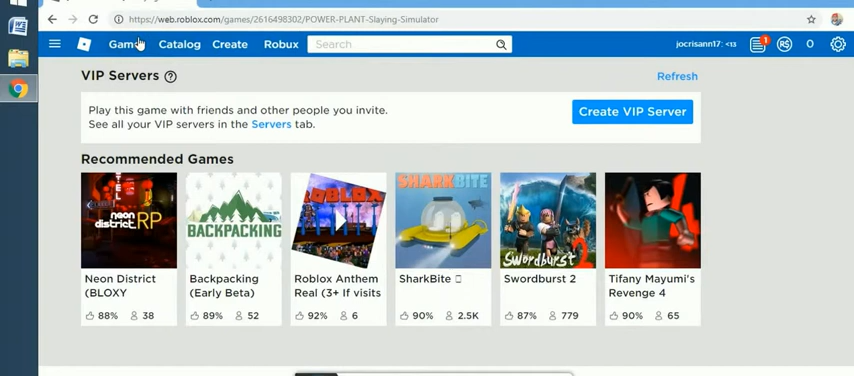 https://web.roblox.com/games/2616498302/POWER-PLANT-Slaying-Simulator
Games Catalog Create Robux Search jocrisann17: <13 1 R$ 0
VIP Servers ?
Refresh
Play this game with friends and other people you invite.
See all your VIP servers in the Servers tab.
Create VIP Server
Recommended Games
neon
district.RP
BACKPACKING
ROBLOX
SHARKBITE
Swordburst 2
Neon District
(BLOXY
Backpacking
(Early Beta)
Roblox Anthem
Real (3+ If visits
SharkBite
Swordburst 2
Tifany Mayumi's
Revenge 4
88% 38
89% 52
92% 6
90% 2.5K
87% 779
90% 65